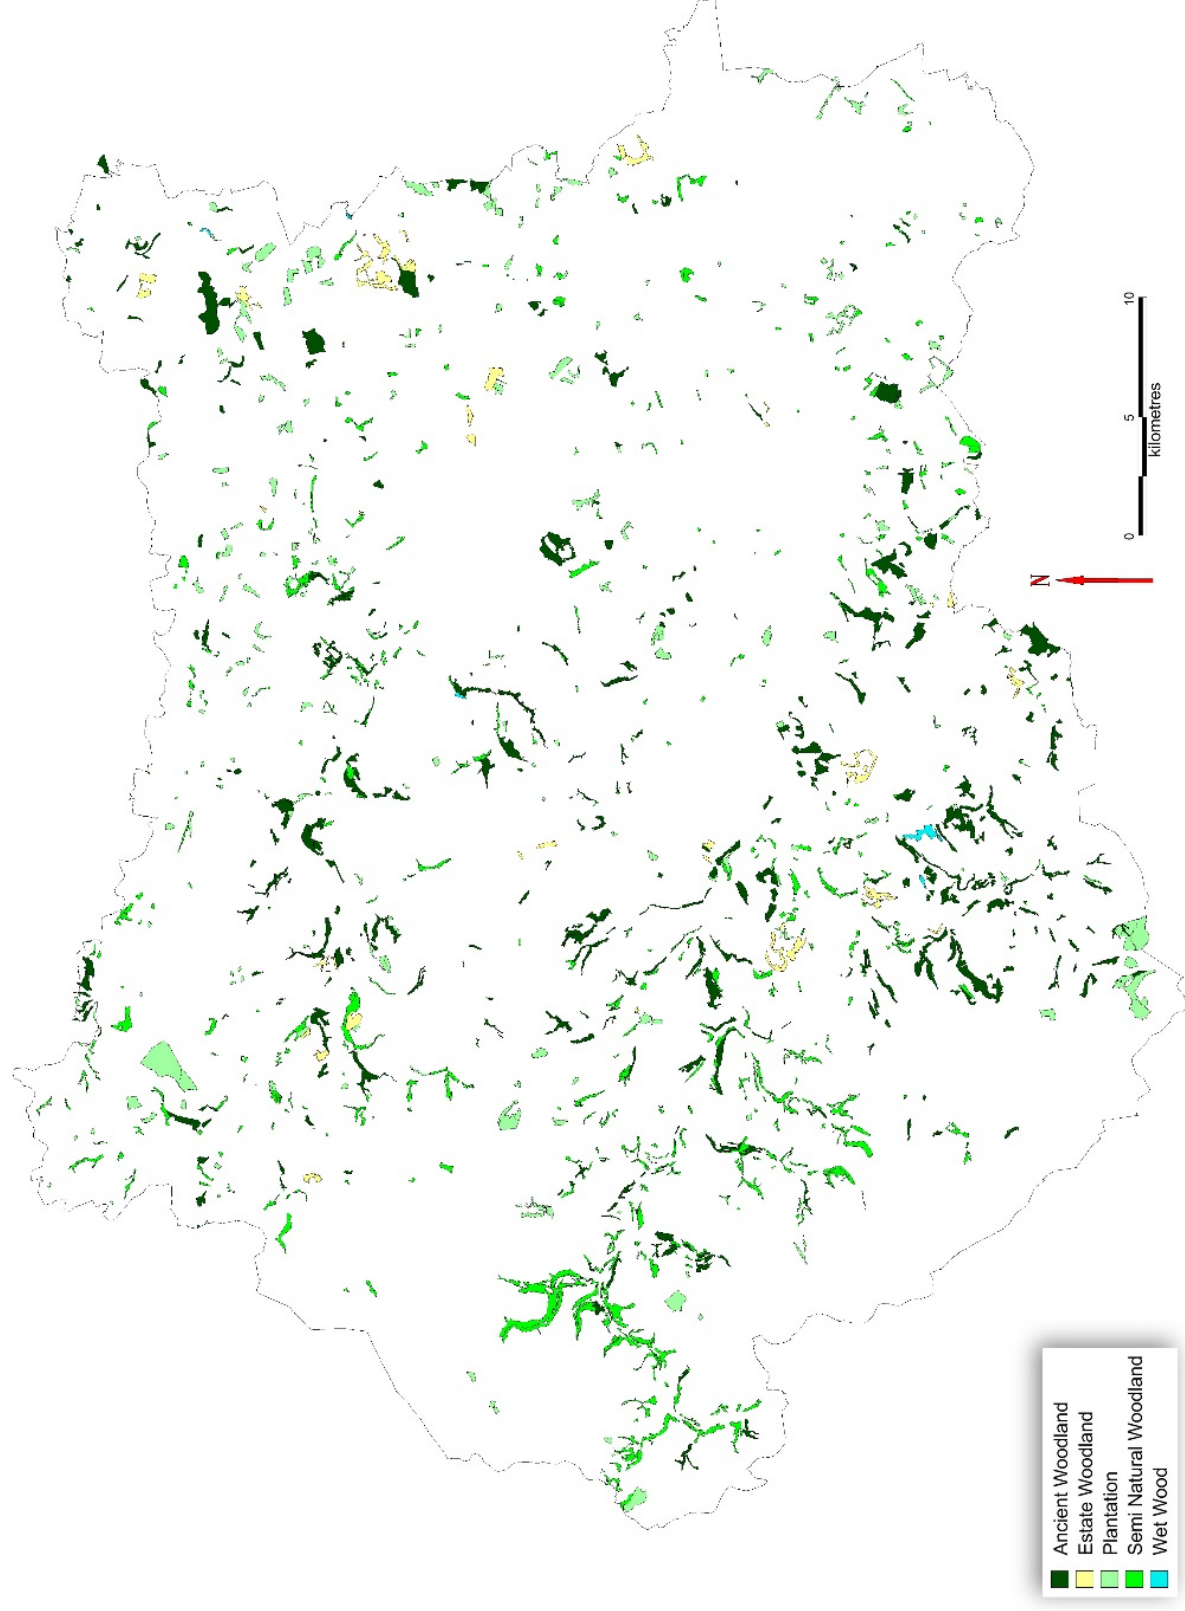 N
0
5
10
kilometres
Ancient Woodland
Estate Woodland
Plantation
Semi Natural Woodland
Wet Wood